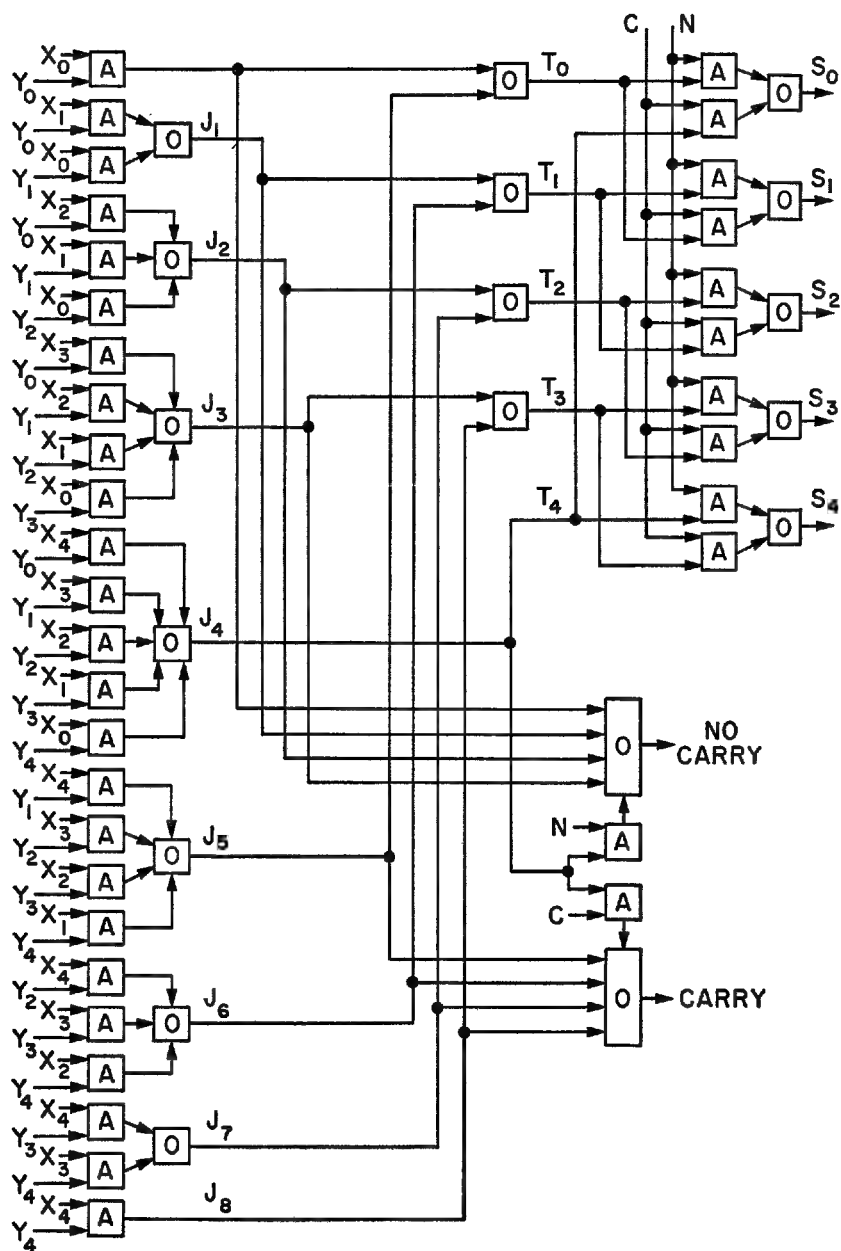 C N
X₀ A
Y₀
T₀
O
A
A
O
S₀
X₁ A
Y₀
O
J₁
X₀ A
Y₁
T₁
O
A
A
O
S₁
X₂ A
Y₀
X₁ A
Y₁
O
J₂
X₀ A
Y₂
T₂
O
A
A
O
S₂
X₃ A
Y₀
X₂ A
Y₁
O
J₃
X₁ A
Y₂
X₀ A
Y₃
T₃
O
A
A
O
S₃
X₄ A
Y₀
X₃ A
Y₁
X₂ A
Y₂
O
J₄
X₁ A
Y₃
X₀ A
Y₄
T₄
A
A
O
S₄
O
NO
CARRY
N
A
X₄ A
Y₁
X₃ A
Y₂
O
J₅
X₂ A
Y₃
X₁ A
Y₄
A
C
O
CARRY
X₄ A
Y₂
X₃ A
Y₃
O
J₆
X₂ A
Y₄
X₄ A
Y₃
O
J₇
X₃ A
Y₄
X₄ A
Y₄
J₈